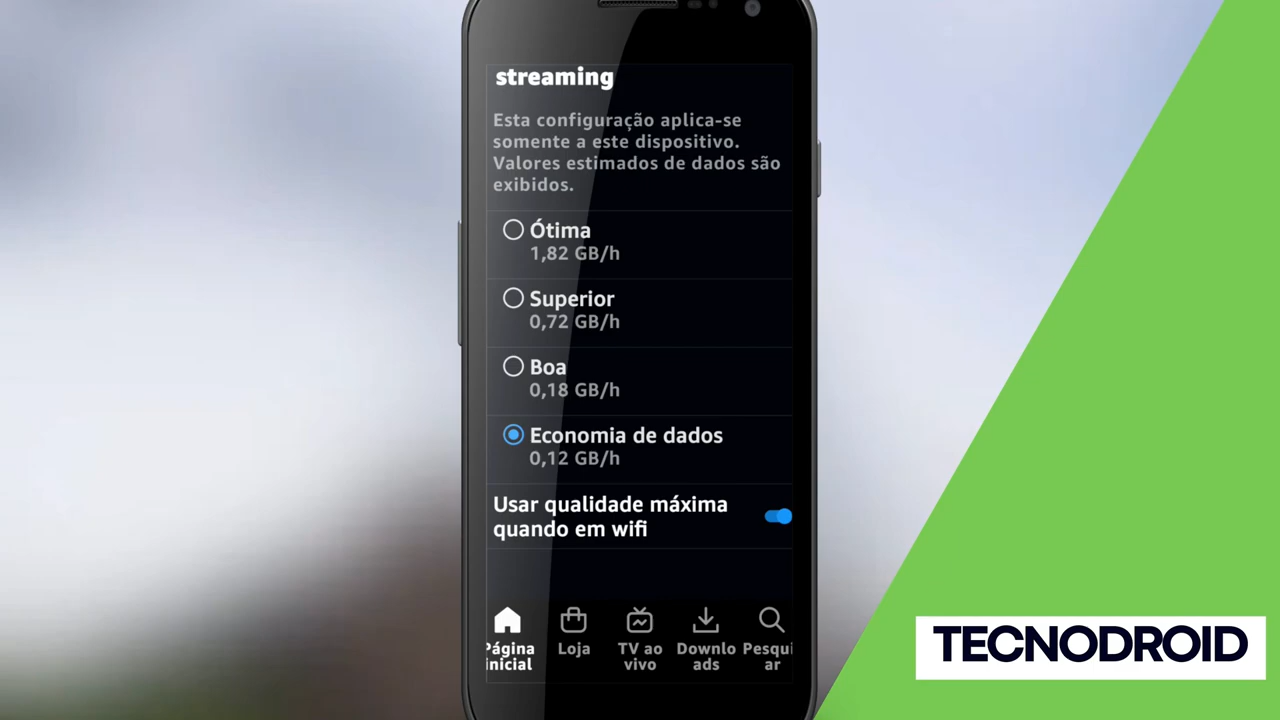 streaming
Esta configuração aplica-se
somente a este dispositivo.
Valores estimados de dados são
exibidos.
Ótima
1,82 GB/h
Superior
0,72 GB/h
Boa
0,18 GB/h
Economia de dados
0,12 GB/h
Usar qualidade máxima
quando em wifi
Página
inicial
Loja
TV ao
vivo
Downlo
ads
Pesqui
ar
TECNODROID